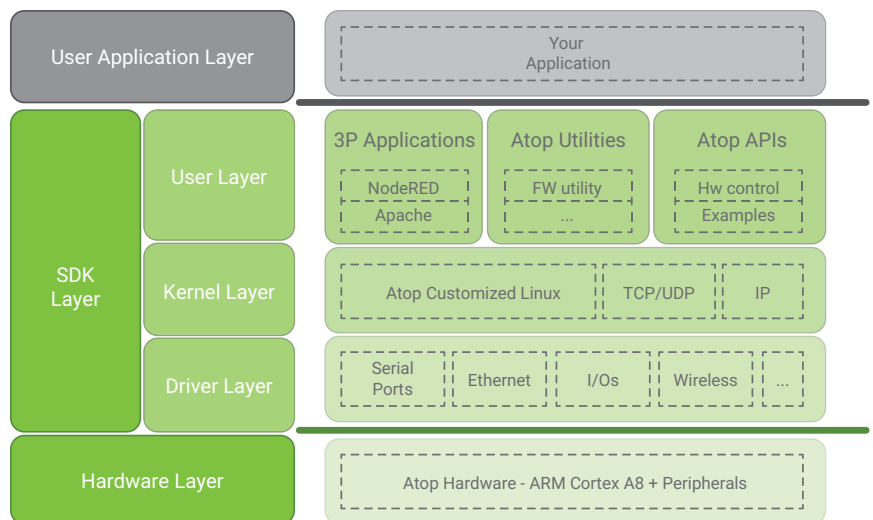 User Application Layer
Your
Application
SDK
Layer
User Layer
3P Applications
NodeRED
Apache
Atop Utilities
FW utility
...
Atop APIs
Hw control
Examples
Kernel Layer
Atop Customized Linux
TCP/UDP
IP
Driver Layer
Serial
Ports
Ethernet
I/Os
Wireless
...
Hardware Layer
Atop Hardware - ARM Cortex A8 + Peripherals